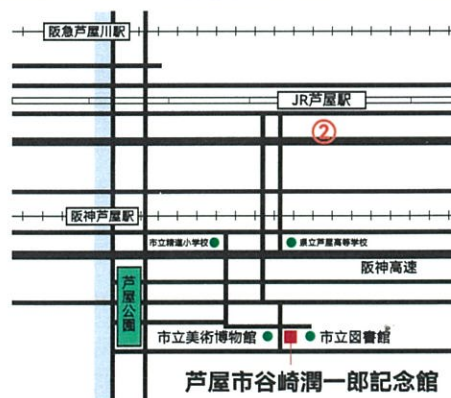 阪急芦屋川駅
JR芦屋駅
②
阪神芦屋駅
市立精道小学校
県立芦屋高等学校
阪神高速
芦屋公園
市立美術博物館
市立図書館
芦屋市谷崎潤一郎記念館